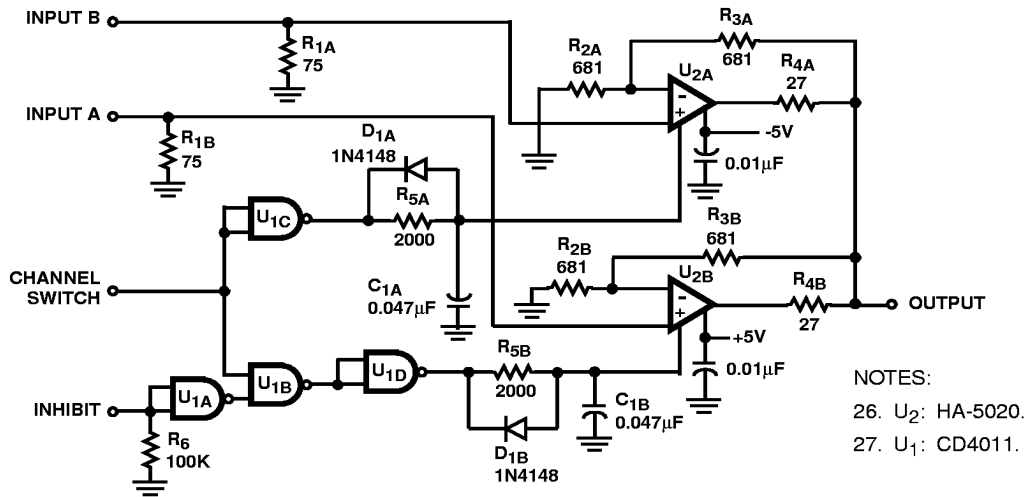 INPUT B
R1A
75
R2A
681
R3A
681
U2A
-
+
R4A
27
-5V
0.01μF
INPUT A
R1B
75
D1A
1N4148
R5A
2000
U1C
C1A
0.047μF
CHANNEL
SWITCH
R2B
681
R3B
681
U2B
-
+
R4B
27
OUTPUT
+5V
0.01μF
U1B
U1D
R5B
2000
C1B
0.047μF
D1B
1N4148
INHIBIT
U1A
R6
100K
NOTES:
26. U2: HA-5020.
27. U1: CD4011.